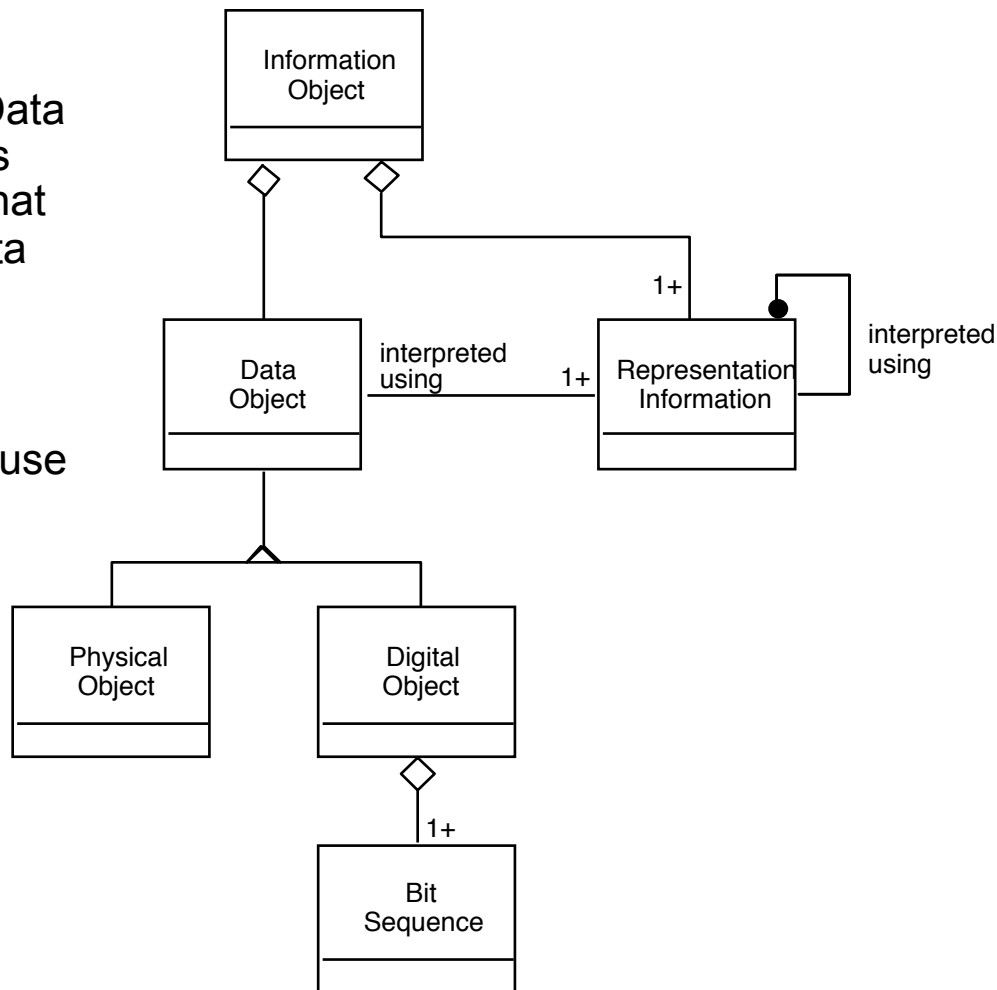 Information
Object
Data
s
hat
ta
use
1+
interpreted
using
Data
Object
interpreted
using
1+
Representation
Information
Physical
Object
Digital
Object
1+
Bit
Sequence